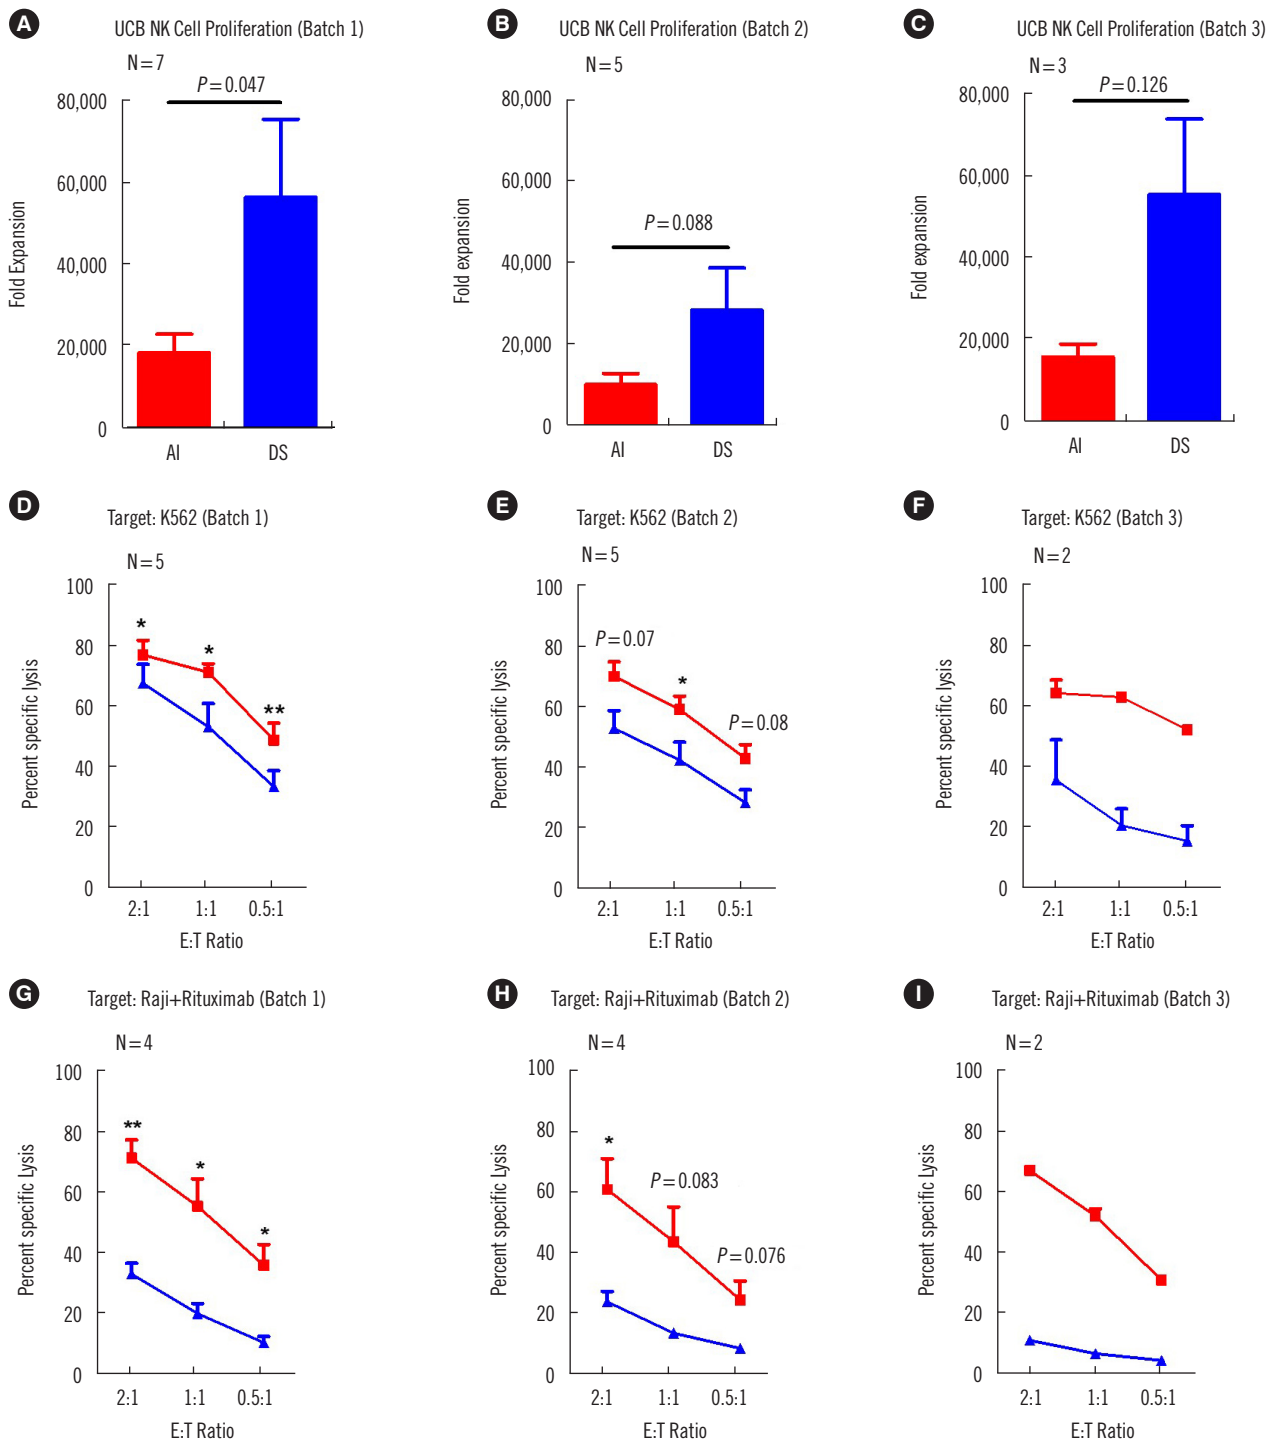 A
UCB NK Cell Proliferation (Batch 1)
N=7
P=0.047
80,000
60,000
40,000
20,000
0
Fold Expansion
AI
DS
B
UCB NK Cell Proliferation (Batch 2)
N=5
P=0.088
80,000
60,000
40,000
20,000
0
Fold expansion
AI
DS
C
UCB NK Cell Proliferation (Batch 3)
N=3
P=0.126
80,000
60,000
40,000
20,000
0
Fold expansion
AI
DS
D
Target: K562 (Batch 1)
N=5
100
80
60
40
20
0
Percent specific lysis
*
*
**
2:1
1:1
0.5:1
E:T Ratio
E
Target: K562 (Batch 2)
N=5
100
80
60
40
20
0
Percent specific lysis
P=0.07
*
P=0.08
2:1
1:1
0.5:1
E:T Ratio
F
Target: K562 (Batch 3)
N=2
100
80
60
40
20
0
Percent specific lysis
2:1
1:1
0.5:1
E:T Ratio
G
Target: Raji+Rituximab (Batch 1)
N=4
100
80
60
40
20
0
Percent specific Lysis
**
*
*
2:1
1:1
0.5:1
E:T Ratio
H
Target: Raji+Rituximab (Batch 2)
N=4
100
80
60
40
20
0
Percent specific Lysis
*
P=0.083
P=0.076
2:1
1:1
0.5:1
E:T Ratio
I
Target: Raji+Rituximab (Batch 3)
N=2
100
80
60
40
20
0
Percent specific Lysis
2:1
1:1
0.5:1
E:T Ratio